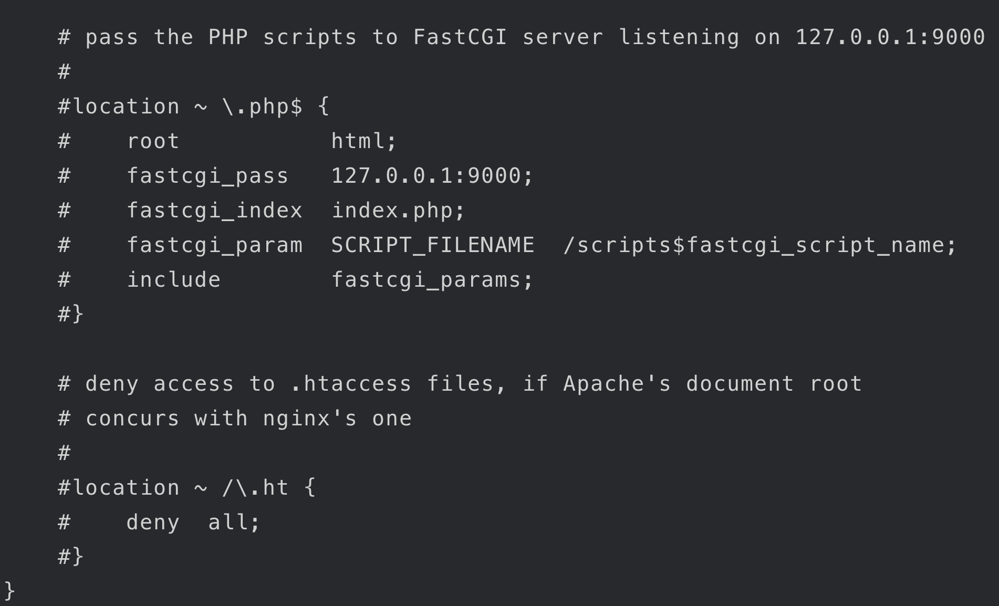 # pass the PHP scripts to FastCGI server listening on 127.0.0.1:9000
    #
    #location ~ \.php$ {
    #    root           html;
    #    fastcgi_pass   127.0.0.1:9000;
    #    fastcgi_index  index.php;
    #    fastcgi_param  SCRIPT_FILENAME  /scripts$fastcgi_script_name;
    #    include        fastcgi_params;
    #}

    # deny access to .htaccess files, if Apache's document root
    # concurs with nginx's one
    #
    #location ~ /\.ht {
    #    deny  all;
    #}
}